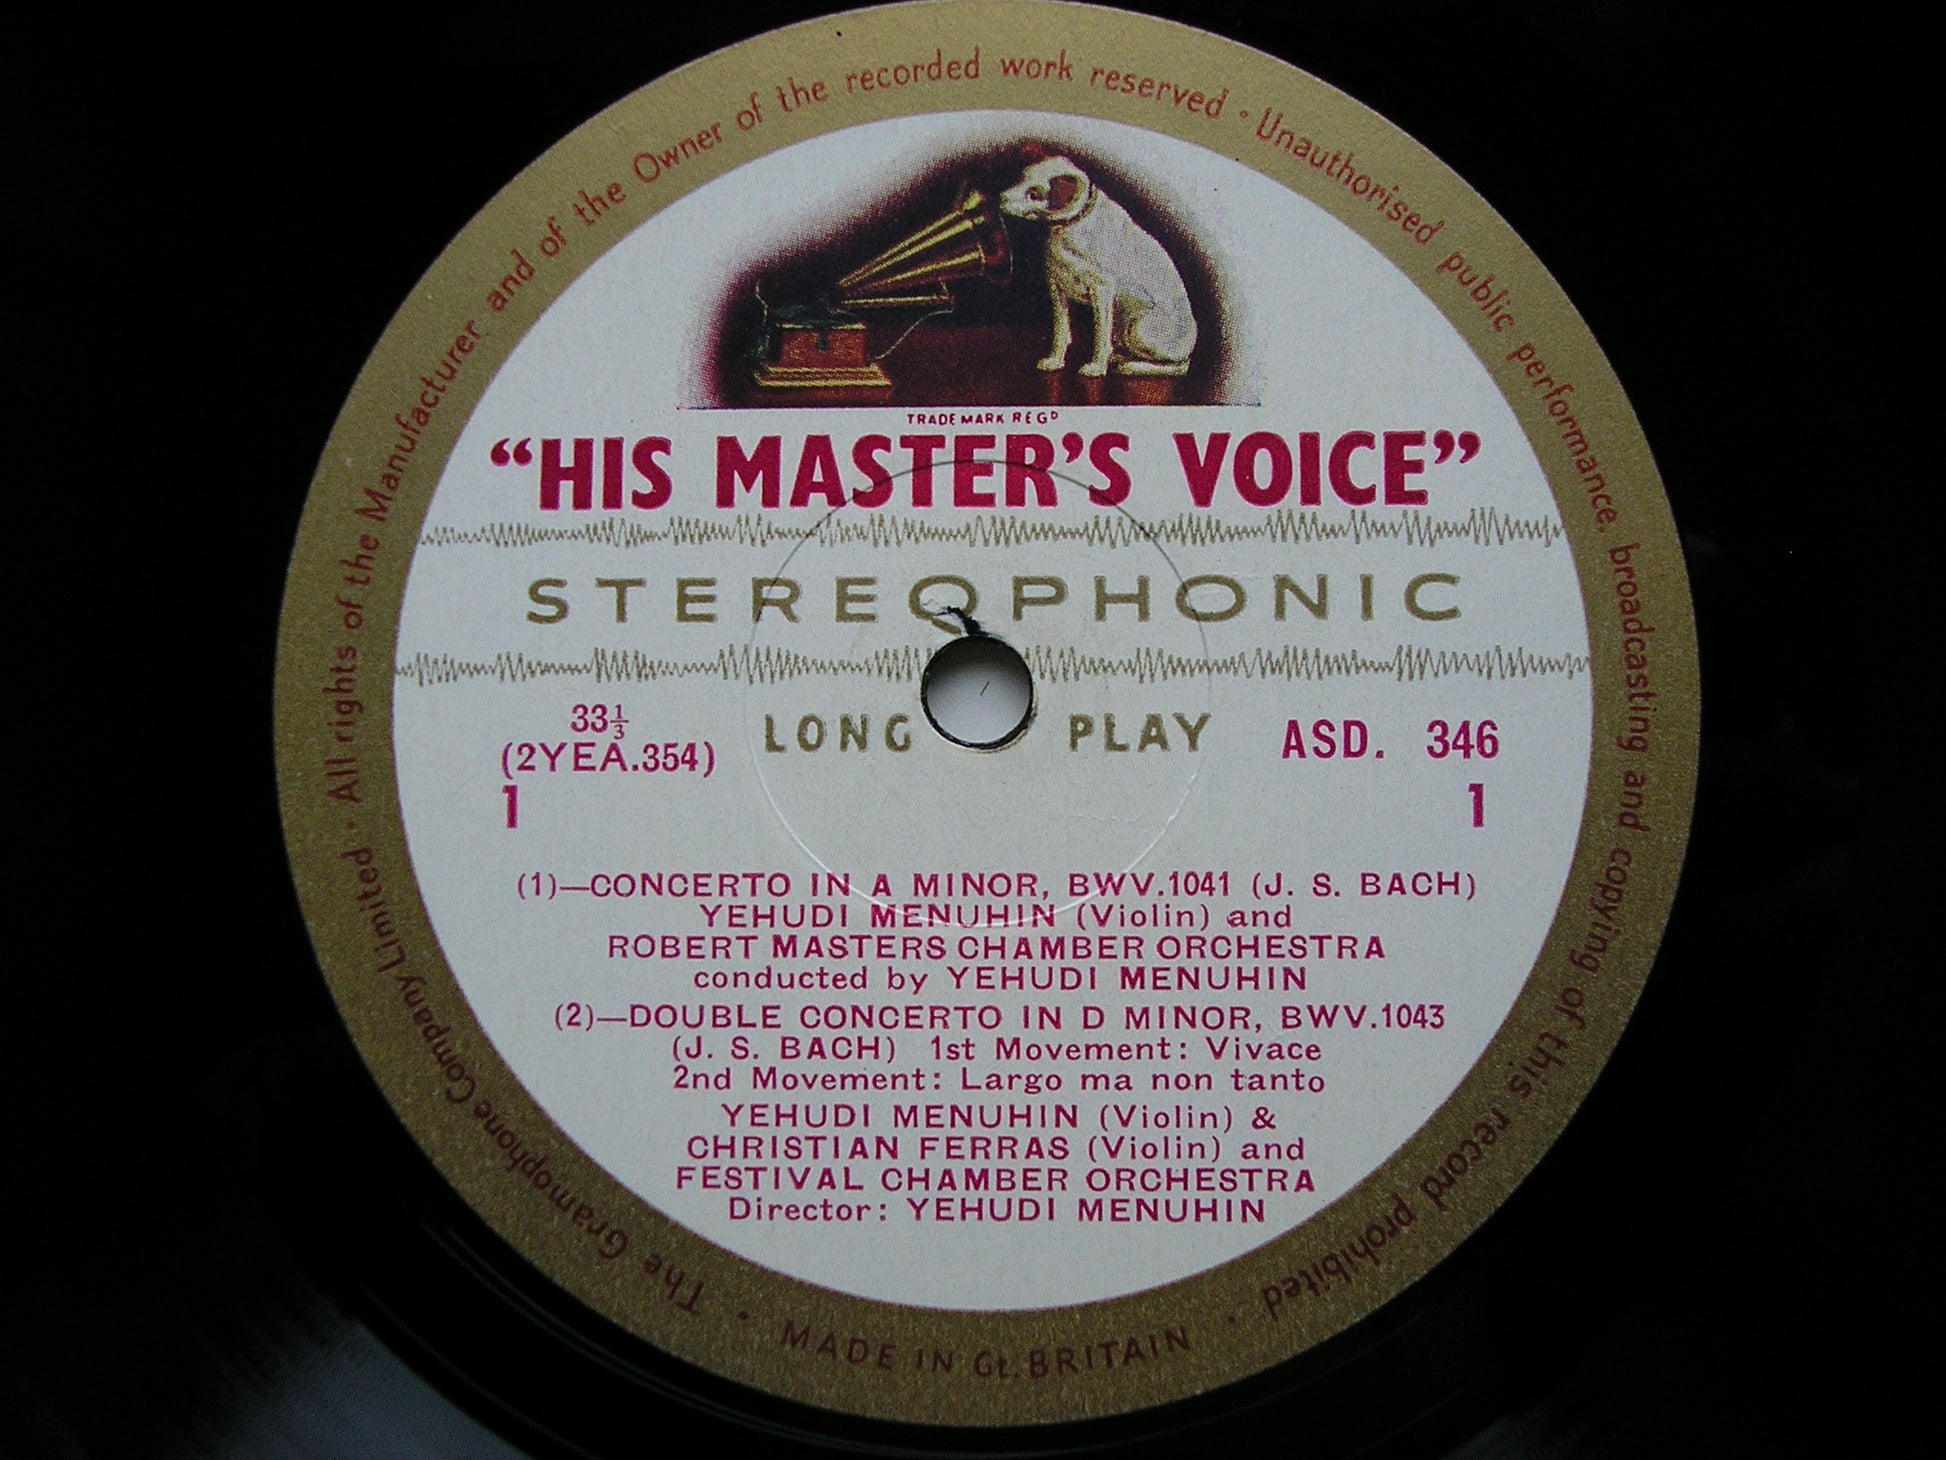 The Gramophone Company Limited · All rights of the Manufacturer and of the Owner of the recorded work reserved · Unauthorised public performance, broadcasting and copying of this record prohibited ·
TRADE MARK REGD
“HIS MASTER'S VOICE”
STEREOPHONIC
LONG PLAY
33⅓
(2YEA.354)
1
ASD. 346
1
(1)—CONCERTO IN A MINOR, BWV.1041 (J. S. BACH)
YEHUDI MENUHIN (Violin) and
ROBERT MASTERS CHAMBER ORCHESTRA
conducted by YEHUDI MENUHIN
(2)—DOUBLE CONCERTO IN D MINOR, BWV.1043
(J. S. BACH) 1st Movement: Vivace
2nd Movement: Largo ma non tanto
YEHUDI MENUHIN (Violin) &
CHRISTIAN FERRAS (Violin) and
FESTIVAL CHAMBER ORCHESTRA
Director: YEHUDI MENUHIN
MADE IN Gt. BRITAIN